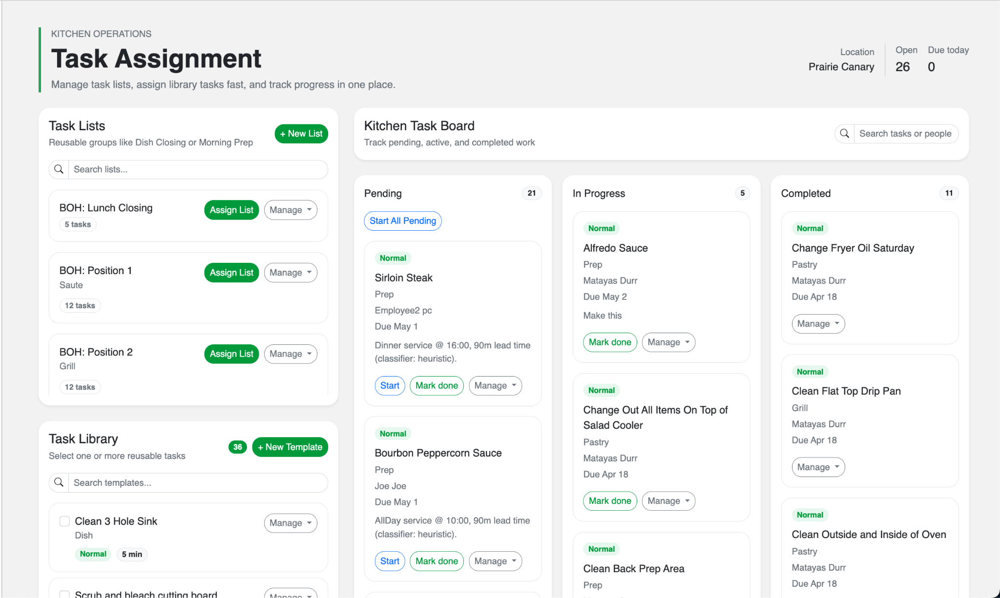 KITCHEN OPERATIONS
Task Assignment
Manage task lists, assign library tasks fast, and track progress in one place.
Location
Prairie Canary
Open
26
Due today
0
Task Lists
Reusable groups like Dish Closing or Morning Prep
+ New List
Search lists...
BOH: Lunch Closing
5 tasks
Assign List
Manage
BOH: Position 1
Saute
12 tasks
Assign List
Manage
BOH: Position 2
Grill
12 tasks
Assign List
Manage
Task Library
Select one or more reusable tasks
36
+ New Template
Search templates...
Clean 3 Hole Sink
Dish
Normal
5 min
Manage
Scrub and bleach cutting board
Manage
Kitchen Task Board
Track pending, active, and completed work
Search tasks or people
Pending
21
Start All Pending
Normal
Sirloin Steak
Prep
Employee2 pc
Due May 1
Dinner service @ 16:00, 90m lead time
(classifier: heuristic).
Start
Mark done
Manage
Normal
Bourbon Peppercorn Sauce
Prep
Joe Joe
Due May 1
AllDay service @ 10:00, 90m lead time
(classifier: heuristic).
Start
Mark done
Manage
In Progress
5
Normal
Alfredo Sauce
Prep
Matayas Durr
Due May 2
Make this
Mark done
Manage
Normal
Change Out All Items On Top of
Salad Cooler
Pastry
Matayas Durr
Due Apr 18
Mark done
Manage
Normal
Clean Back Prep Area
Prep
Completed
11
Normal
Change Fryer Oil Saturday
Pastry
Matayas Durr
Due Apr 18
Manage
Normal
Clean Flat Top Drip Pan
Grill
Matayas Durr
Due Apr 18
Manage
Normal
Clean Outside and Inside of Oven
Pastry
Matayas Durr
Due Apr 18